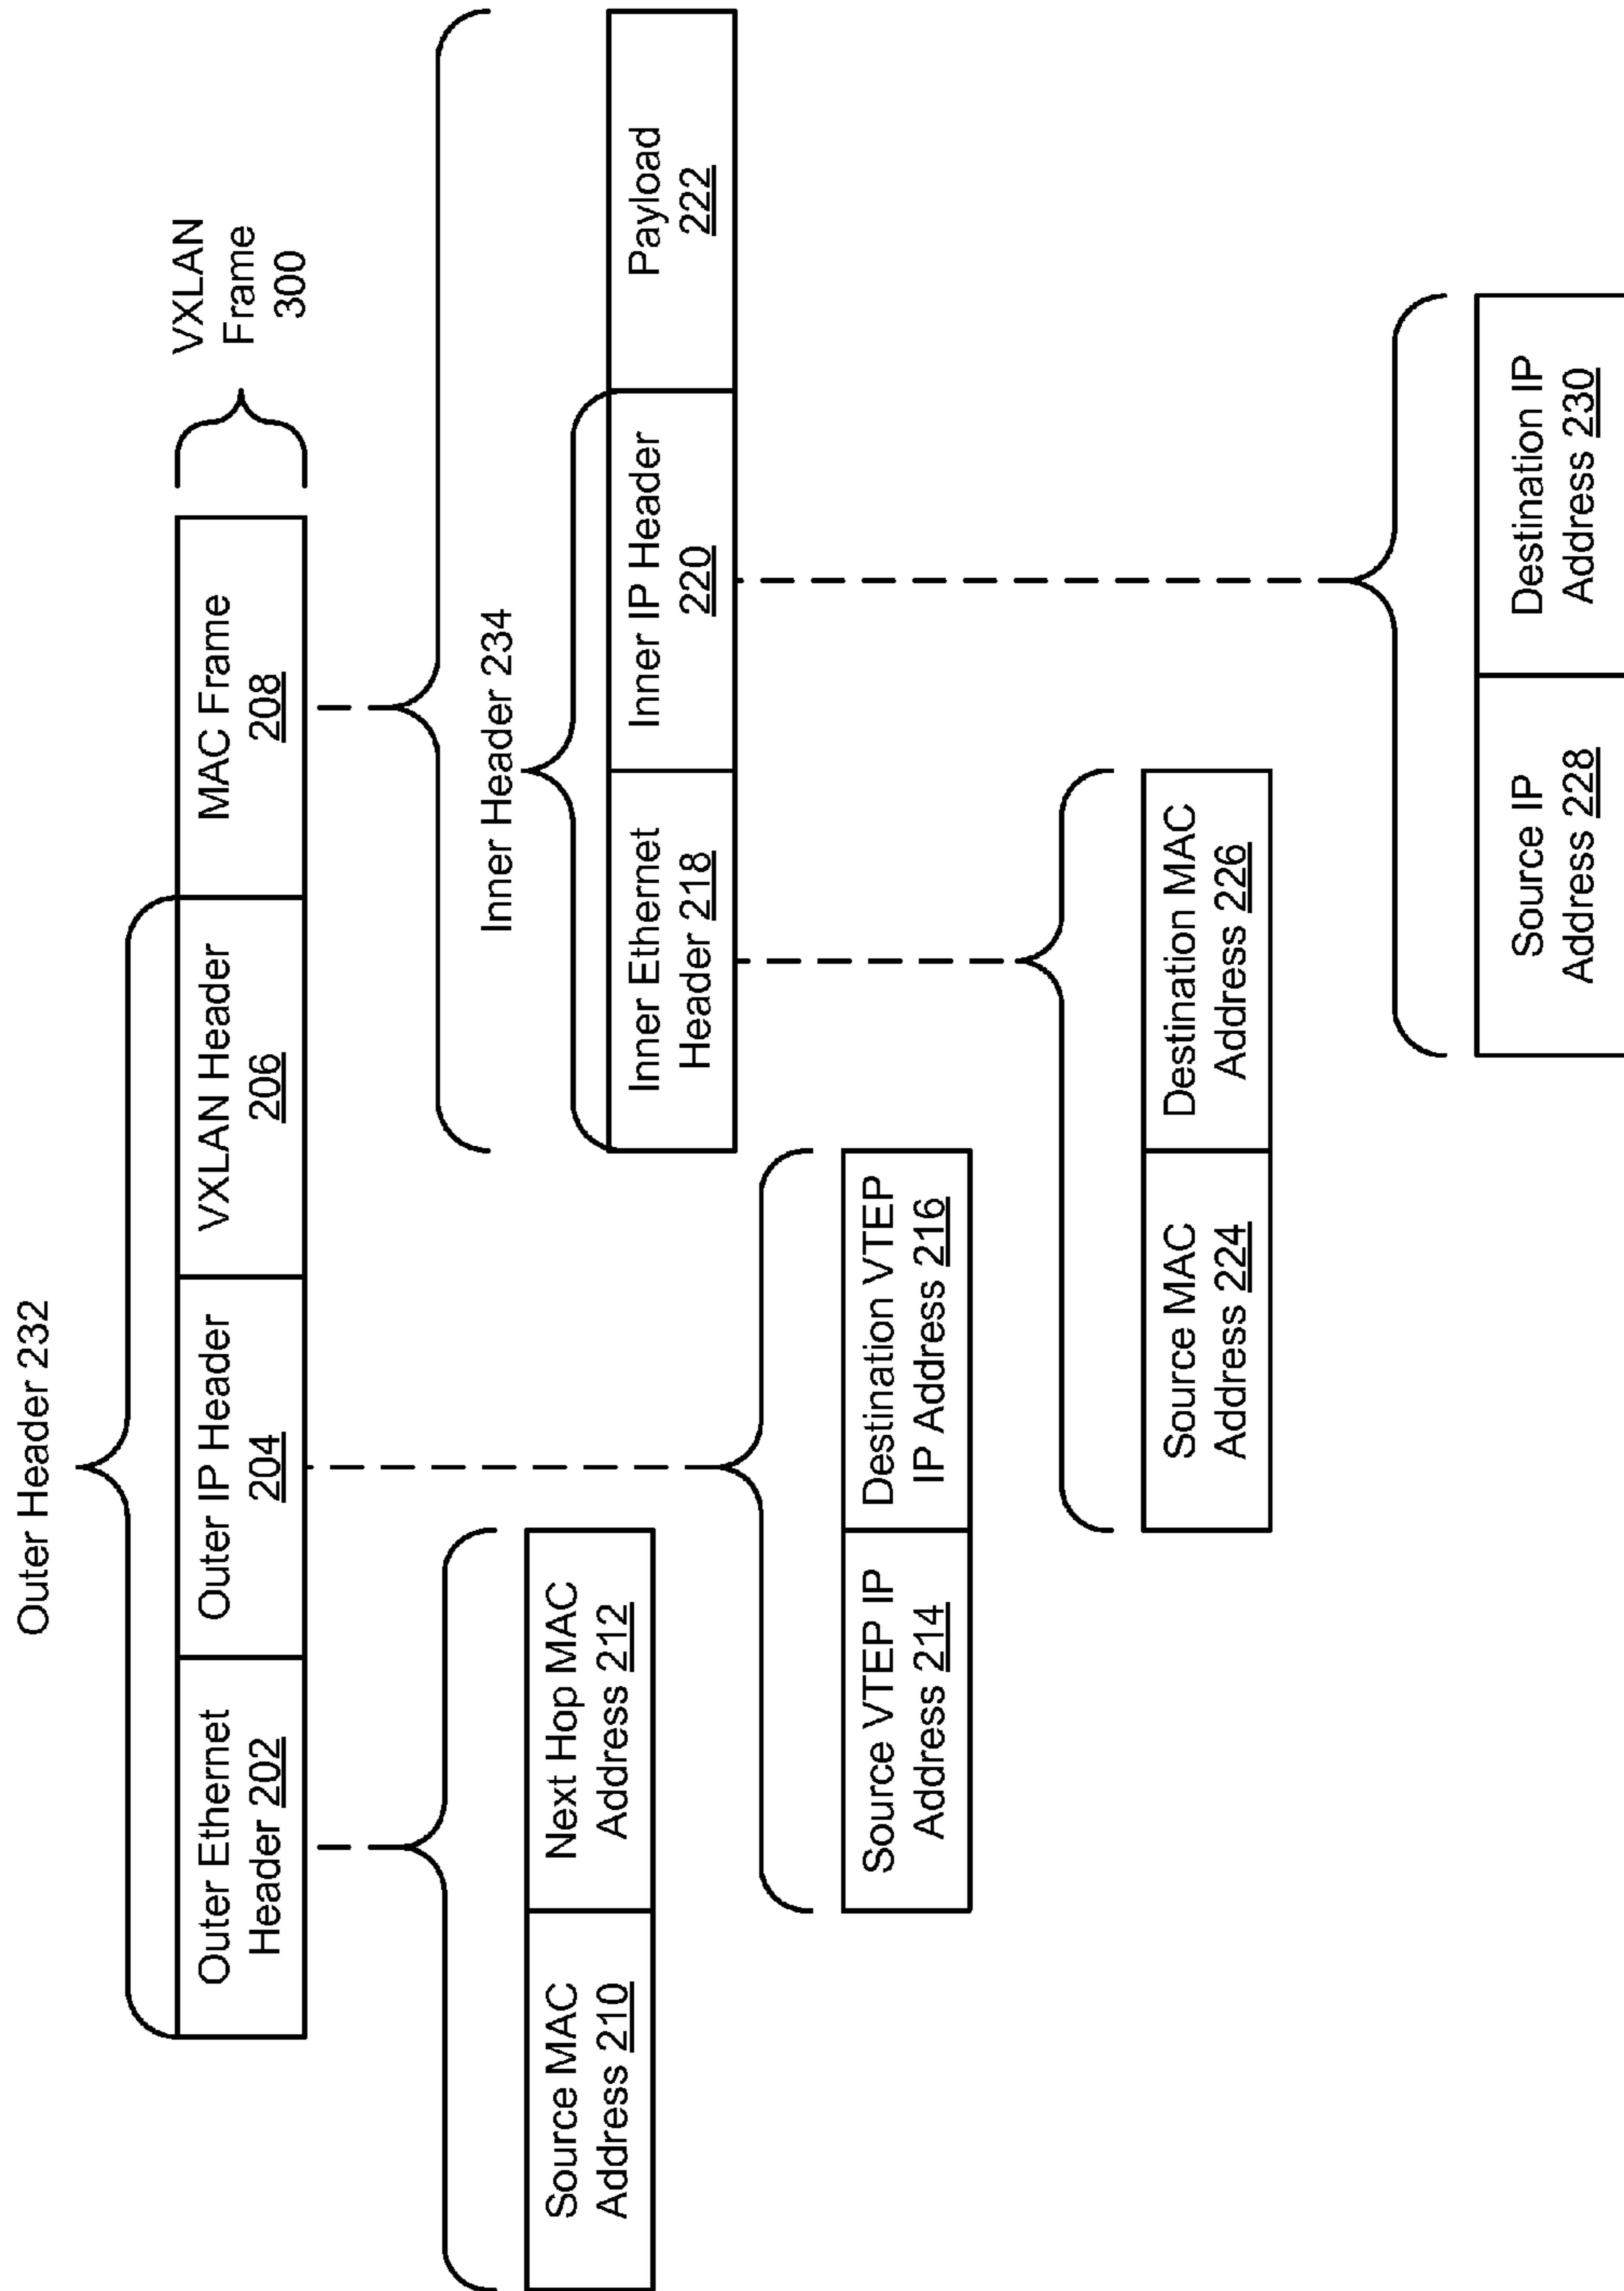 Outer Header 232
Outer Ethernet
Header 202
Outer IP Header
204
VXLAN Header
206
MAC Frame
208
VXLAN
Frame
300
Source MAC
Address 210
Next Hop MAC
Address 212
Inner Header 234
Inner Ethernet
Header 218
Inner IP Header
220
Payload
222
Source VTEP IP
Address 214
Destination VTEP
IP Address 216
Source MAC
Address 224
Destination MAC
Address 226
Source IP
Address 228
Destination IP
Address 230